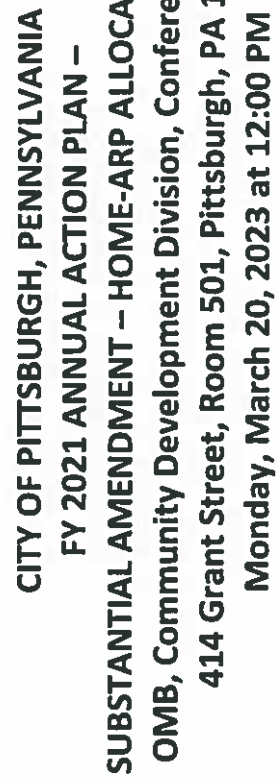 CITY OF PITTSBURGH, PENNSYLVANIA
FY 2021 ANNUAL ACTION PLAN –
SUBSTANTIAL AMENDMENT – HOME-ARP ALLOCA
OMB, Community Development Division, Confere
414 Grant Street, Room 501, Pittsburgh, PA 1
Monday, March 20, 2023 at 12:00 PM